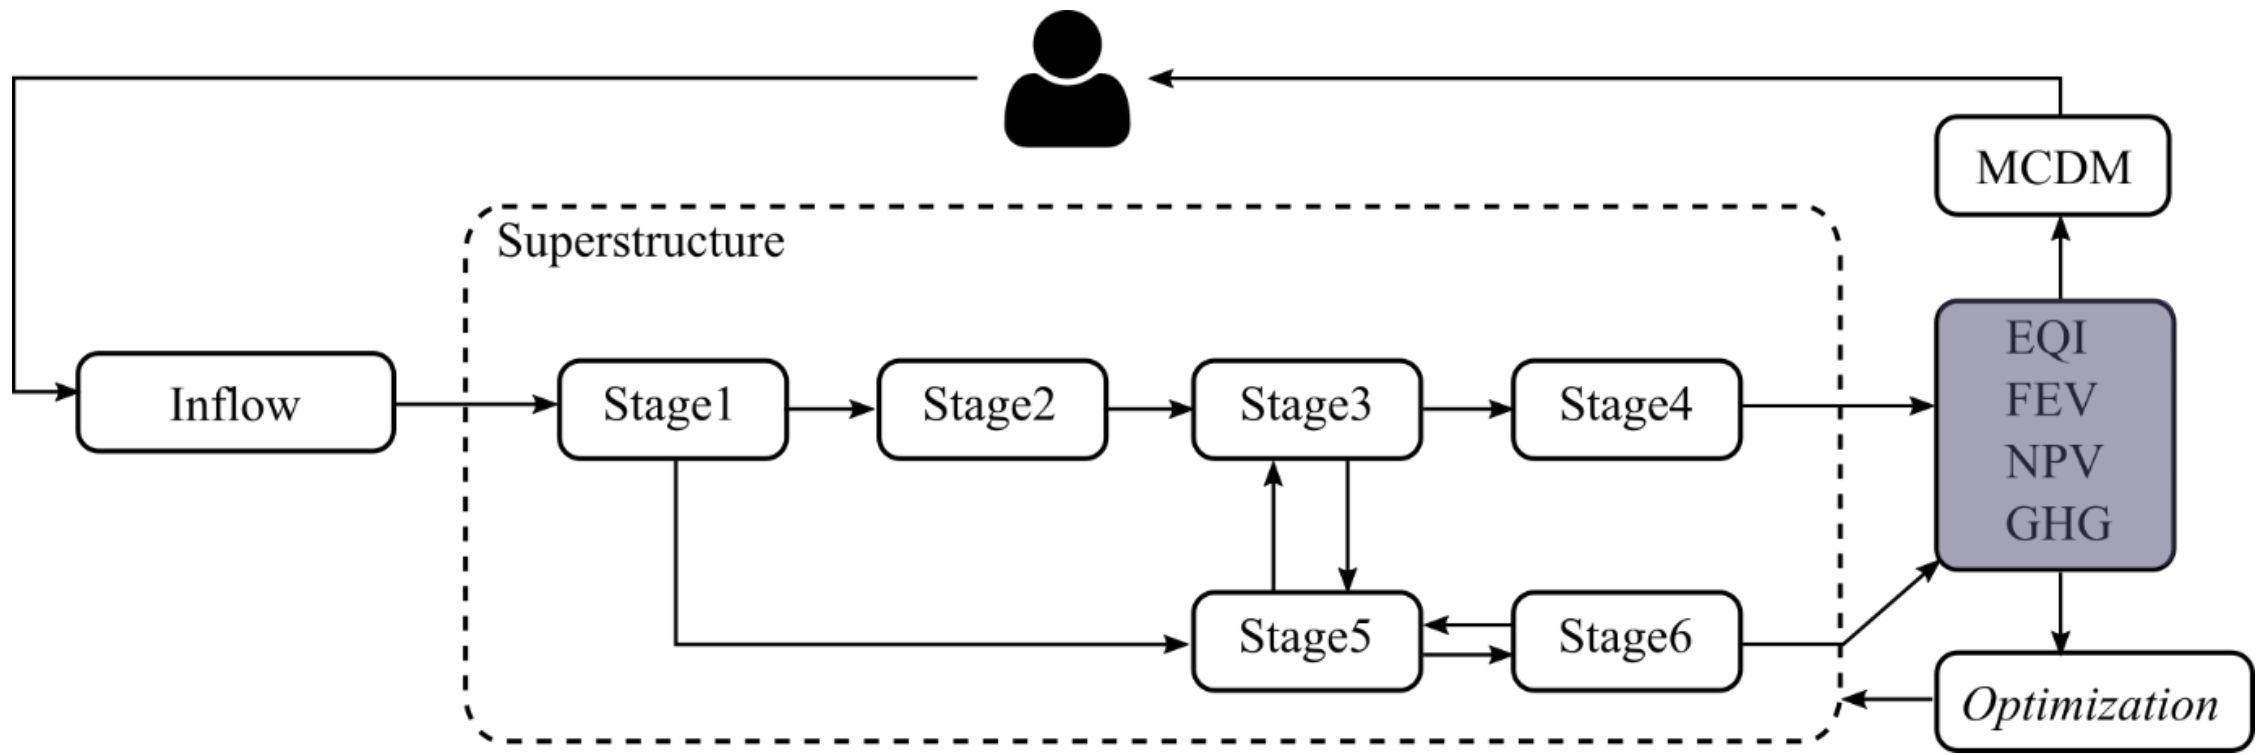 MCDM
Superstructure
Inflow
Stage1
Stage2
Stage3
Stage4
EQI
FEV
NPV
GHG
Stage5
Stage6
Optimization